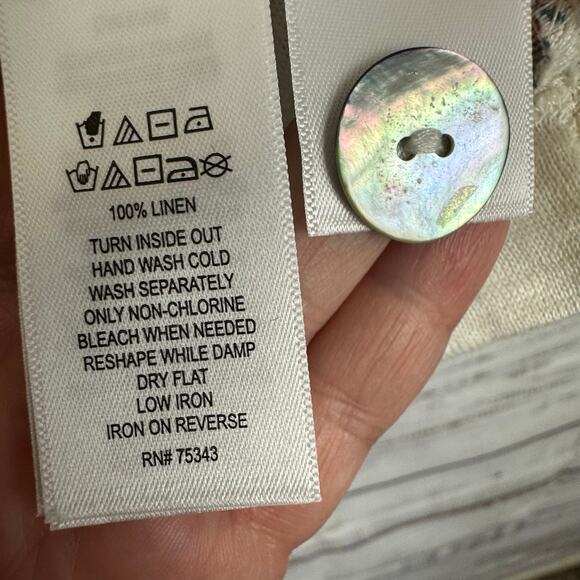 100% LINEN
TURN INSIDE OUT
HAND WASH COLD
WASH SEPARATELY
ONLY NON-CHLORINE
BLEACH WHEN NEEDED
RESHAPE WHILE DAMP
DRY FLAT
LOW IRON
IRON ON REVERSE
RN# 75343